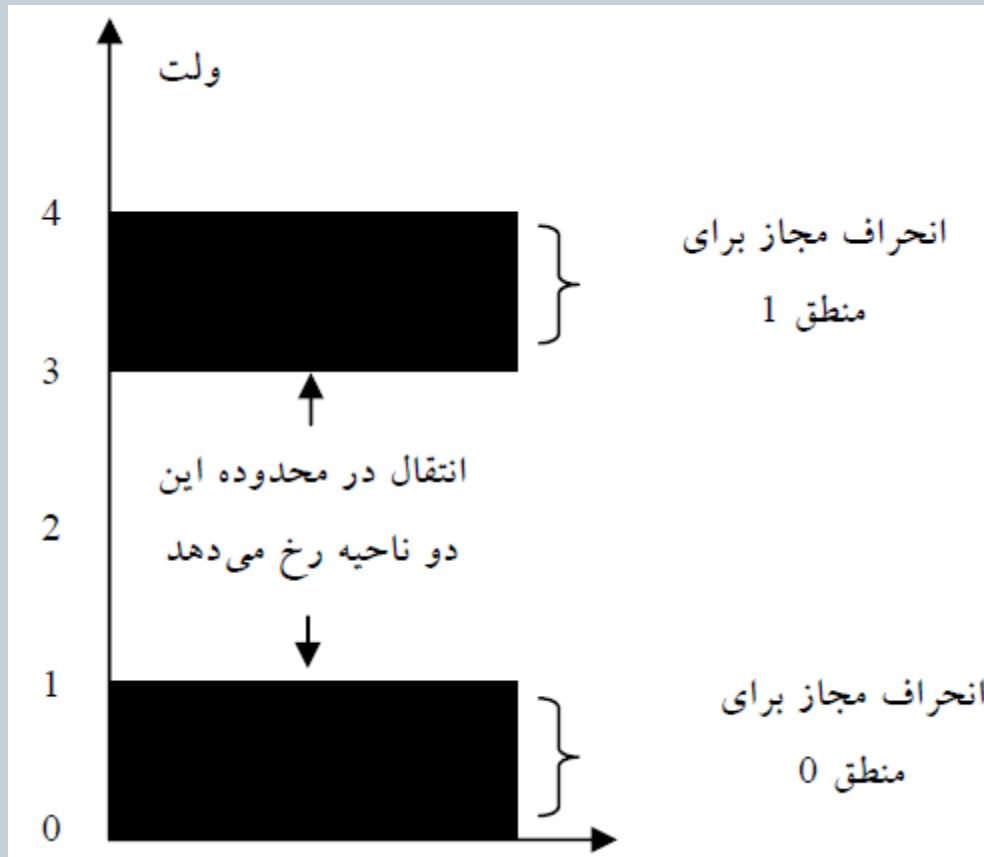 ولت
4
انحراف مجاز برای
منطق 1
3
انتقال در محدوده این
2
دو ناحیه رخ می‌دهد
1
انحراف مجاز برای
منطق 0
0